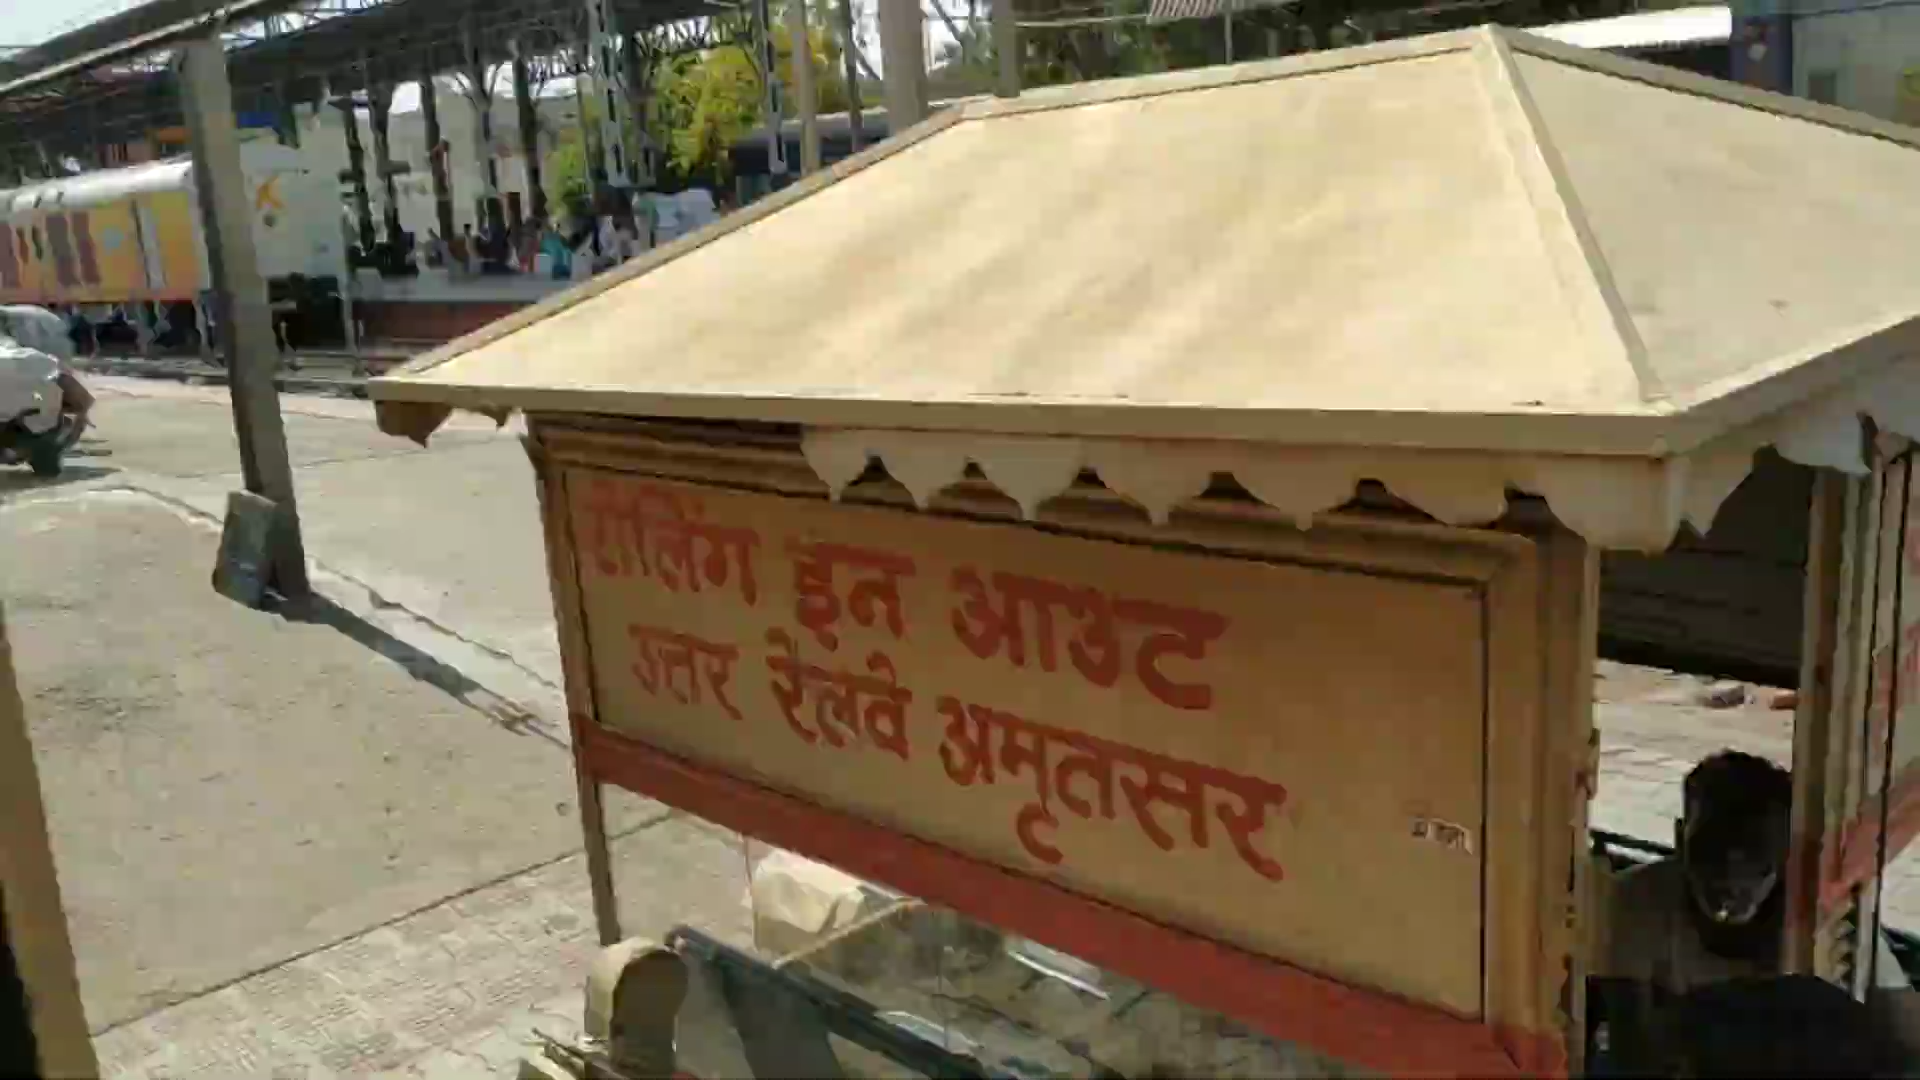 रोलिंग इन आउट
उत्तर रेलवे अमृतसर